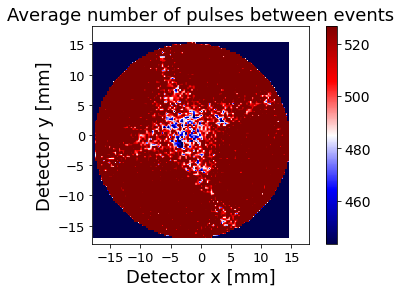 Average number of pulses between events
Detector y [mm]
15
10
5
0
−5
−10
−15
−15 −10 −5 0 5 10 15
Detector x [mm]
520
500
480
460